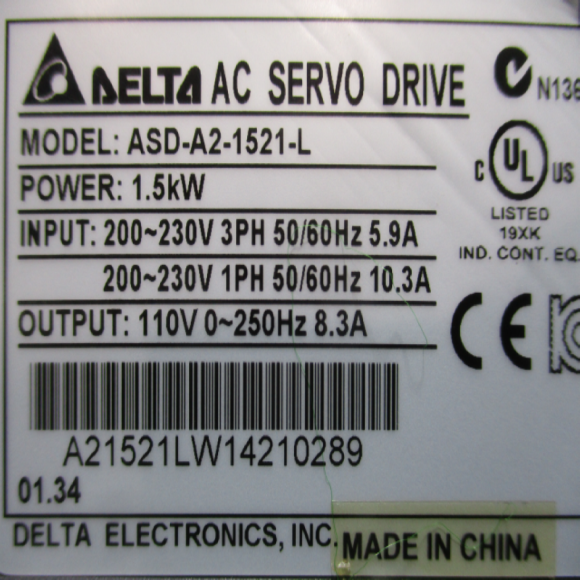 DELTA AC SERVO DRIVE
N136
MODEL: ASD-A2-1521-L
POWER: 1.5kW
C UL US
LISTED
19XK
IND. CONT. EQ.
INPUT: 200~230V 3PH 50/60Hz 5.9A
200~230V 1PH 50/60Hz 10.3A
OUTPUT: 110V 0~250Hz 8.3A
CE
A21521LW14210289
01.34
DELTA ELECTRONICS, INC.
MADE IN CHINA